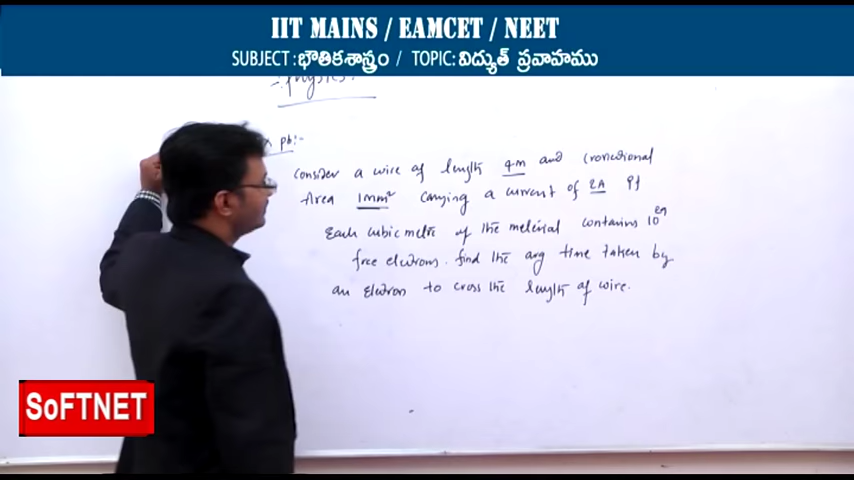 IIT MAINS / EAMCET / NEET
SUBJECT : భౌతికశాస్త్రం / TOPIC: విద్యుత్ ప్రవాహము
physics:
pb:-
Consider a wire of length 4m and
Area 1mm² carrying a current of 2A If
Each cubic metre of the material contains 10²⁹
free electrons. find the avg time taken by
an electron to cross the length of wire.
SoFTNET